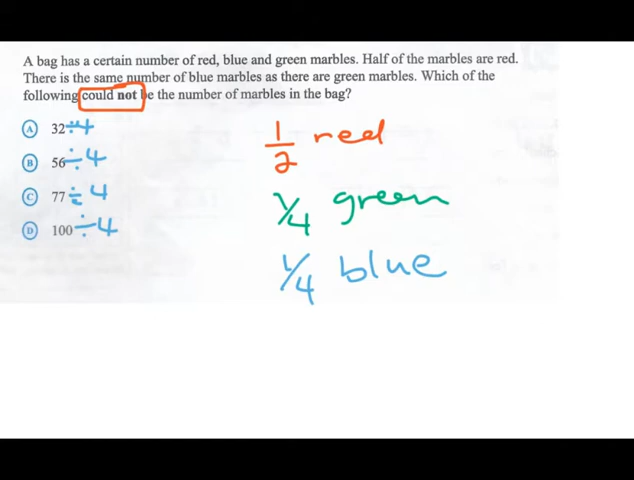 A bag has a certain number of red, blue and green marbles. Half of the marbles are red.
There is the same number of blue marbles as there are green marbles. Which of the
following could not be the number of marbles in the bag?
A 32 ÷4
B 56 ÷4
C 77 ÷4
D 100 ÷4
1/2 red
1/4 green
1/4 blue